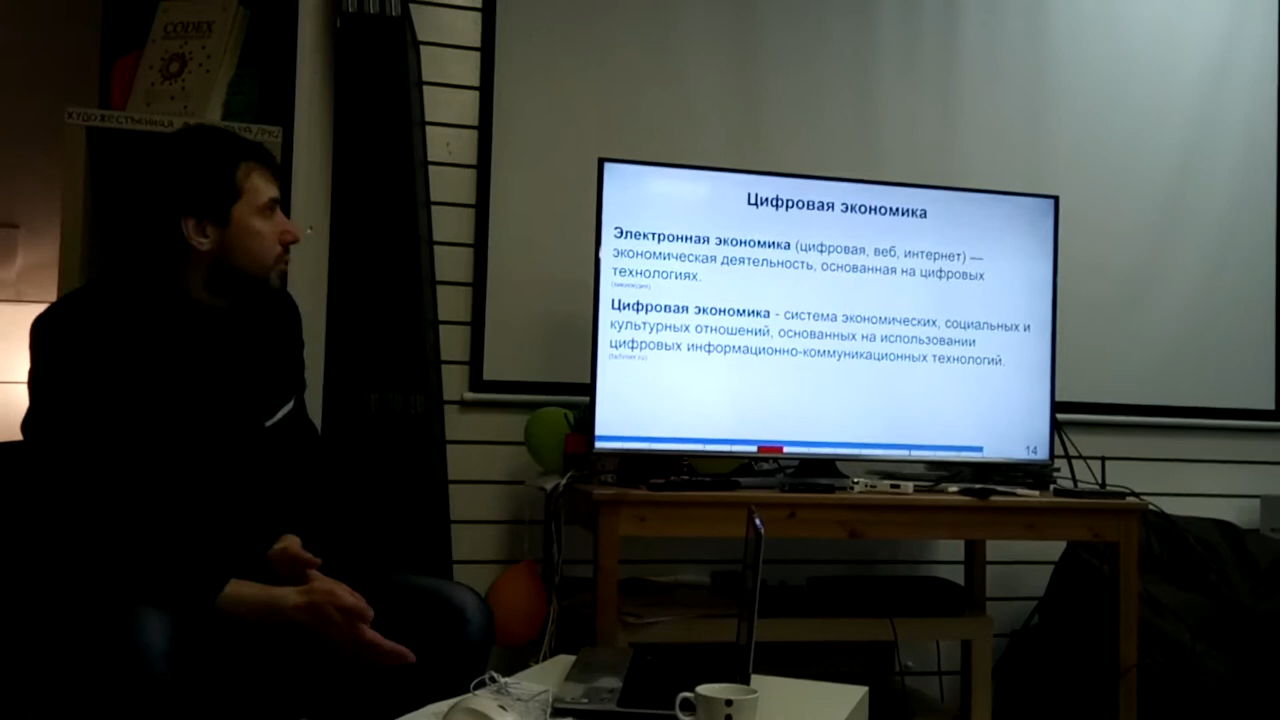 CODEX
ХУДОЖЕСТВЕННАЯ
Цифровая экономика
Электронная экономика (цифровая, веб, интернет) —
экономическая деятельность, основанная на цифровых
технологиях.
Цифровая экономика - система экономических, социальных и
культурных отношений, основанных на использовании
цифровых информационно-коммуникационных технологий.
14